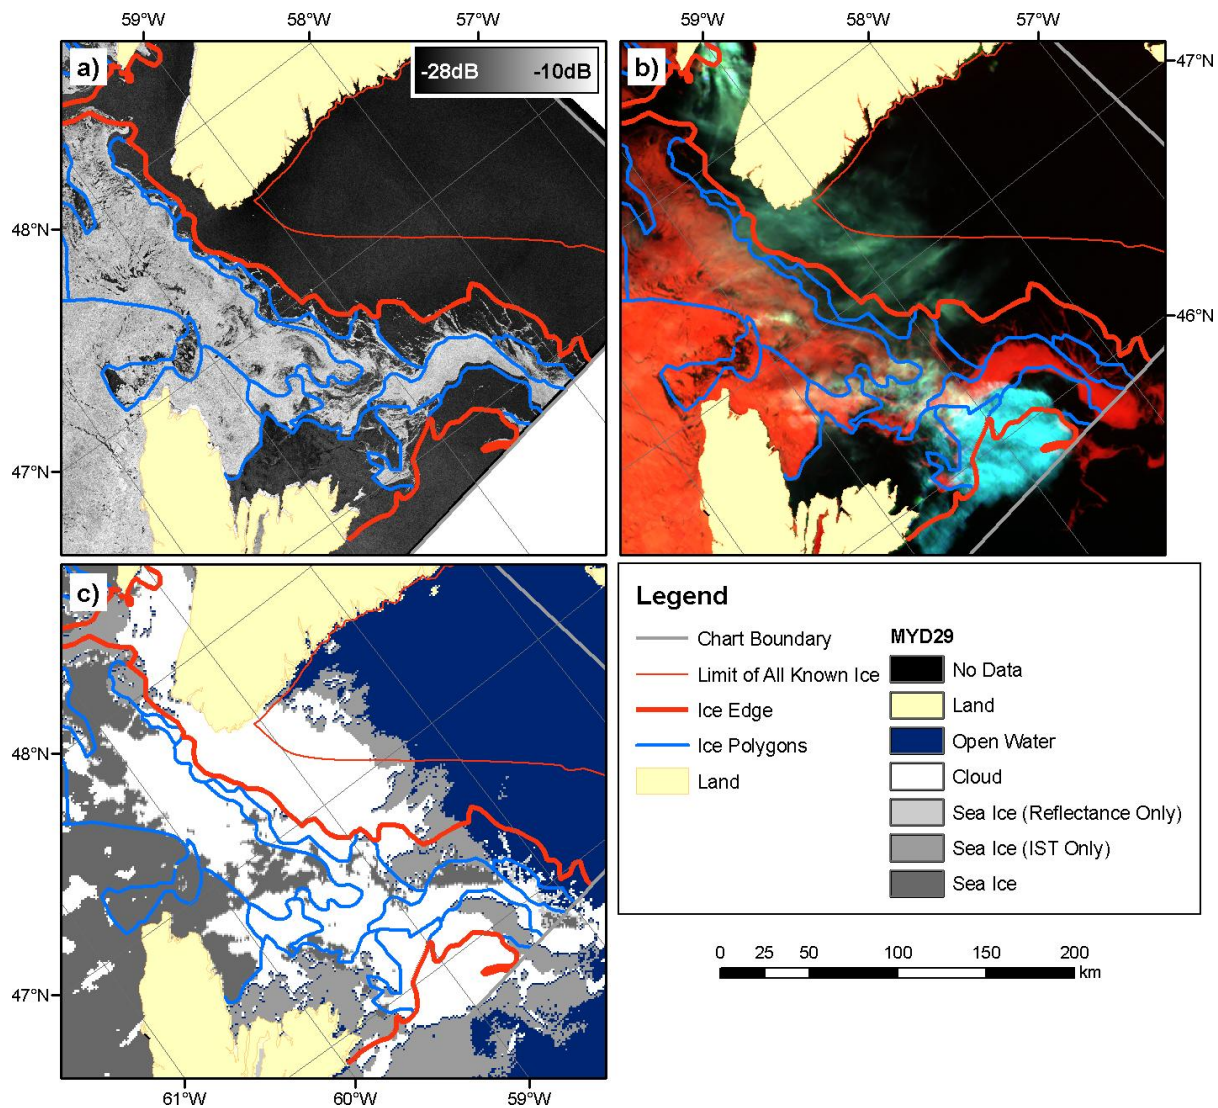 59°W 58°W 57°W 58°W 57°W
a) -28dB -10dB b) 47°N
48°N 46°N
47°N
c) Legend
Chart Boundary MYD29
Limit of All Known Ice No Data
Ice Edge Land
Ice Polygons Open Water
Land Cloud
Sea Ice (Reflectance Only)
Sea Ice (IST Only)
Sea Ice
48°N
0 25 50 100 150 200
km
47°N
61°W 60°W 59°W